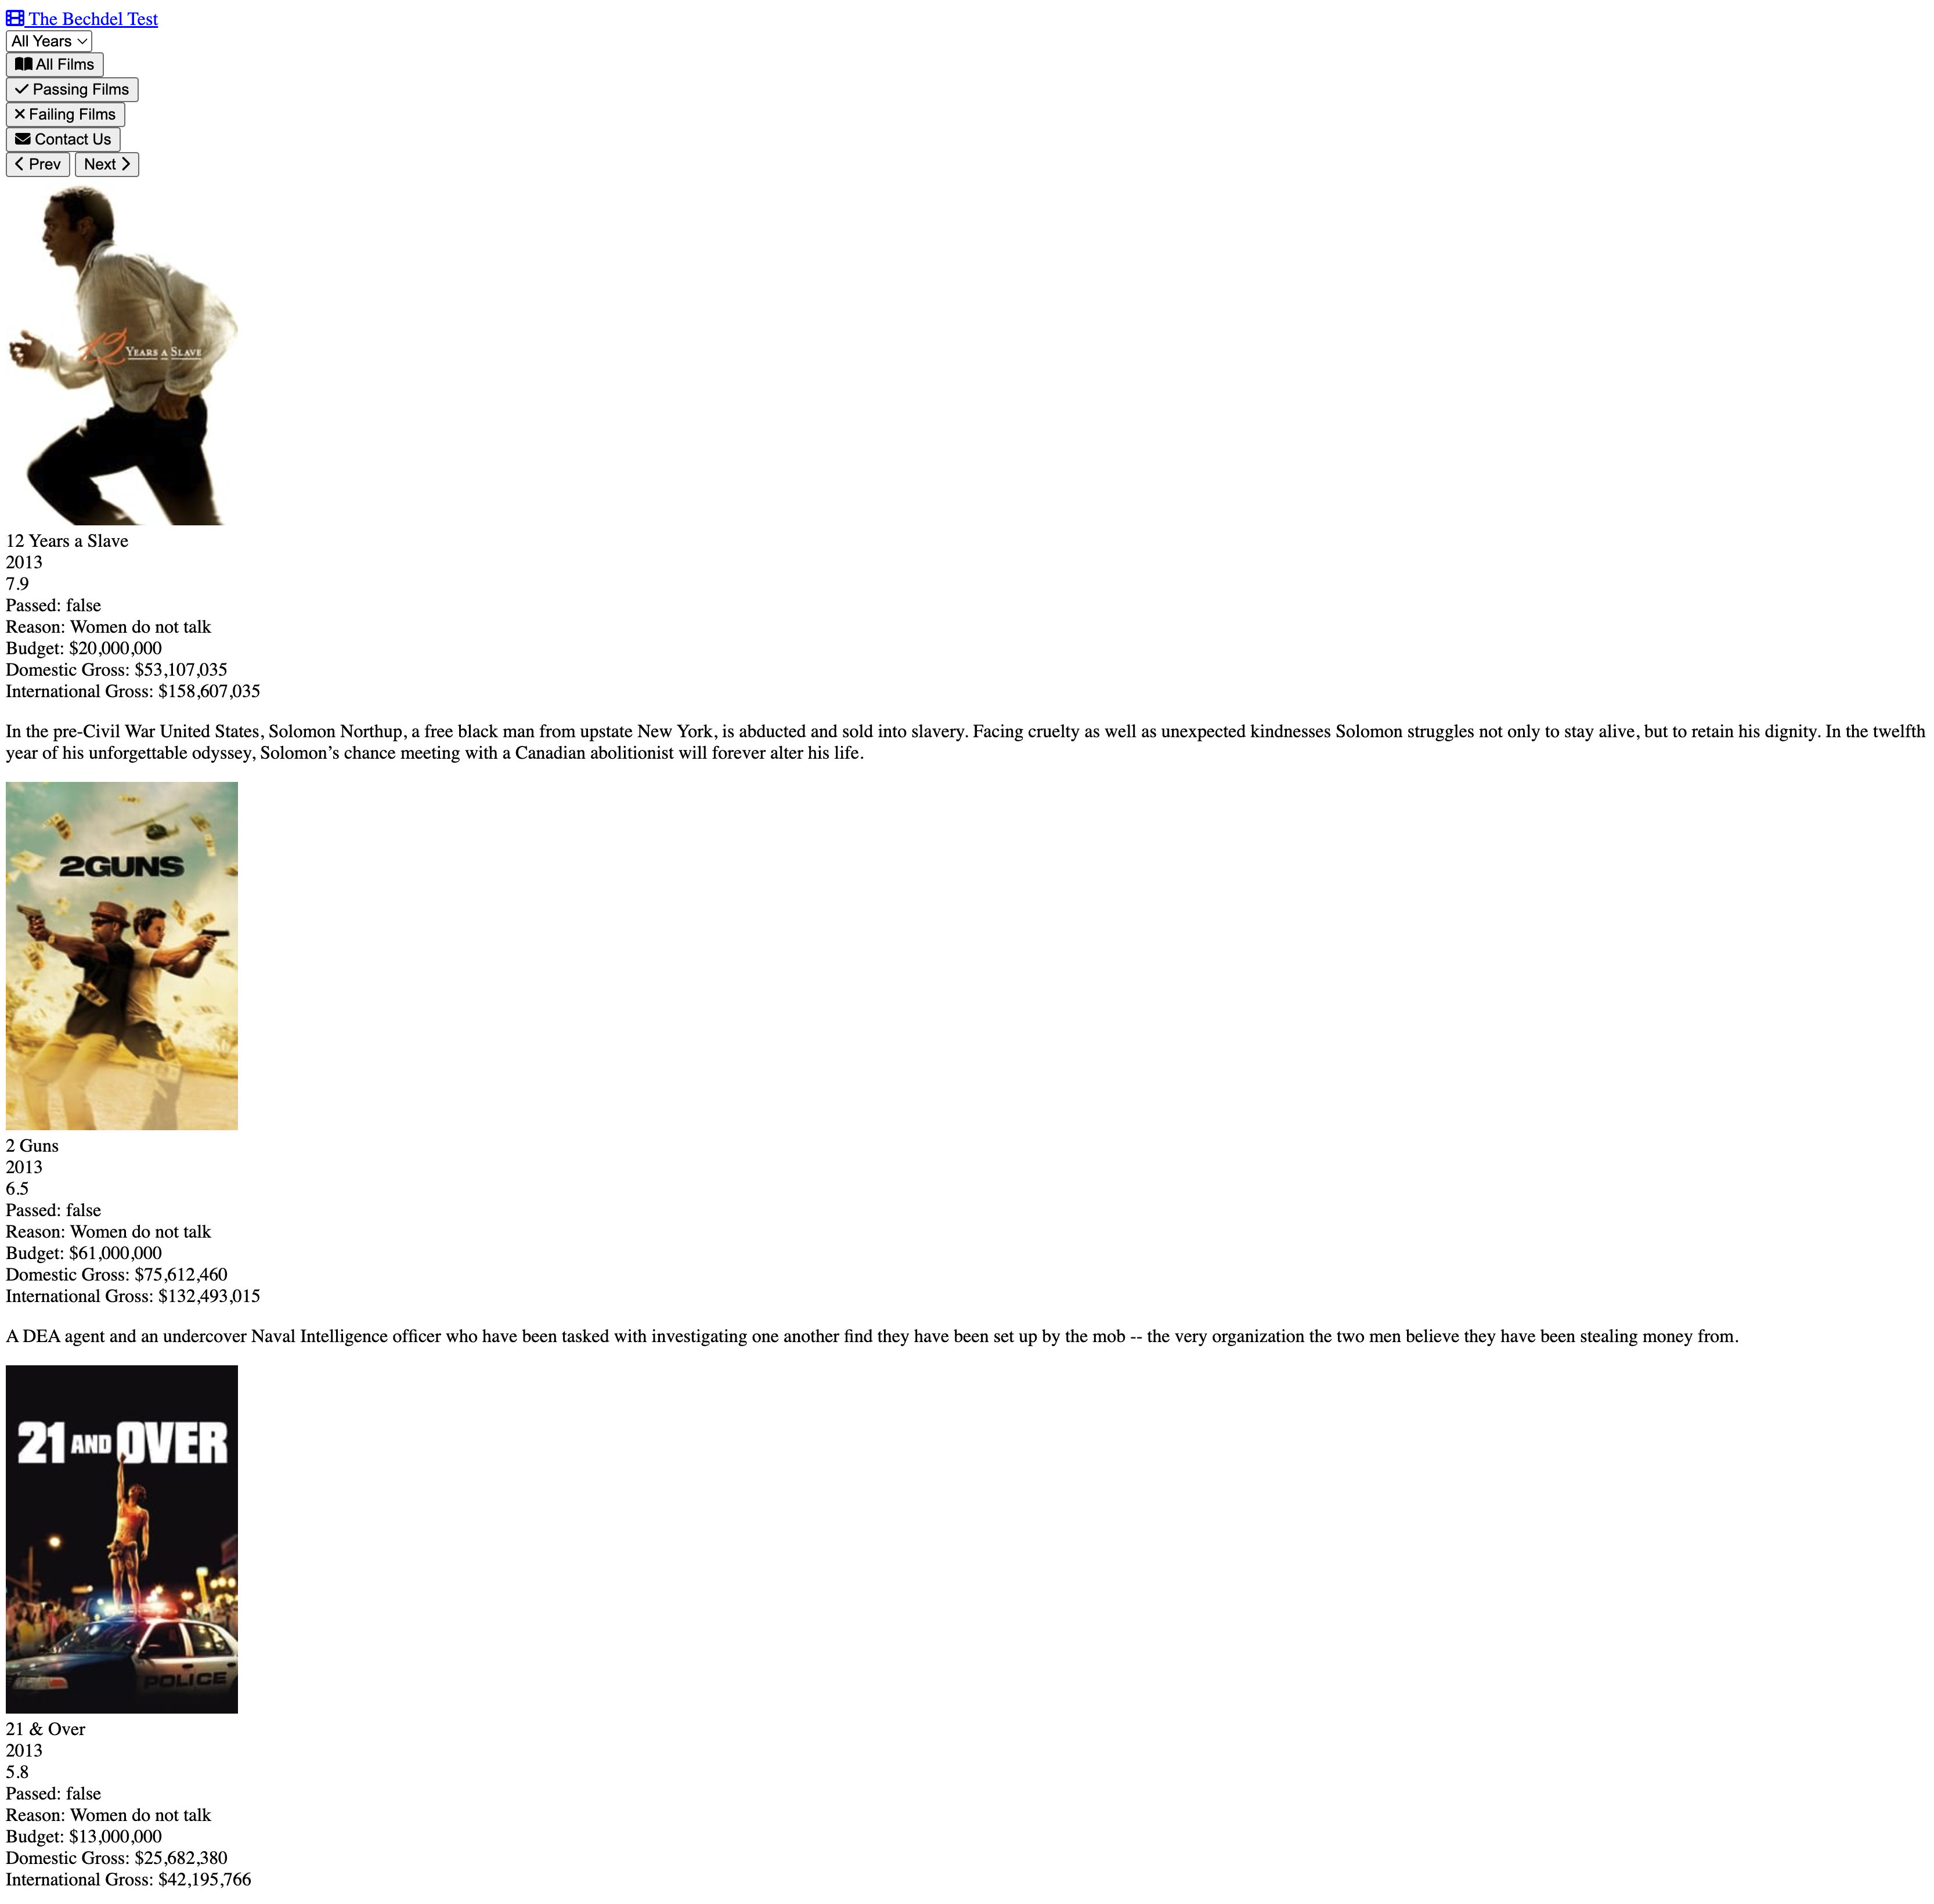 The Bechdel Test
All Years
All Films
Passing Films
Failing Films
Contact Us
Prev Next
12 YEARS A SLAVE
12 Years a Slave
2013
7.9
Passed: false
Reason: Women do not talk
Budget: $20,000,000
Domestic Gross: $53,107,035
International Gross: $158,607,035
In the pre-Civil War United States, Solomon Northup, a free black man from upstate New York, is abducted and sold into slavery. Facing cruelty as well as unexpected kindnesses Solomon struggles not only to stay alive, but to retain his dignity. In the twelfth
year of his unforgettable odyssey, Solomon’s chance meeting with a Canadian abolitionist will forever alter his life.
2GUNS
2 Guns
2013
6.5
Passed: false
Reason: Women do not talk
Budget: $61,000,000
Domestic Gross: $75,612,460
International Gross: $132,493,015
A DEA agent and an undercover Naval Intelligence officer who have been tasked with investigating one another find they have been set up by the mob -- the very organization the two men believe they have been stealing money from.
21 AND OVER
POLICE
21 & Over
2013
5.8
Passed: false
Reason: Women do not talk
Budget: $13,000,000
Domestic Gross: $25,682,380
International Gross: $42,195,766